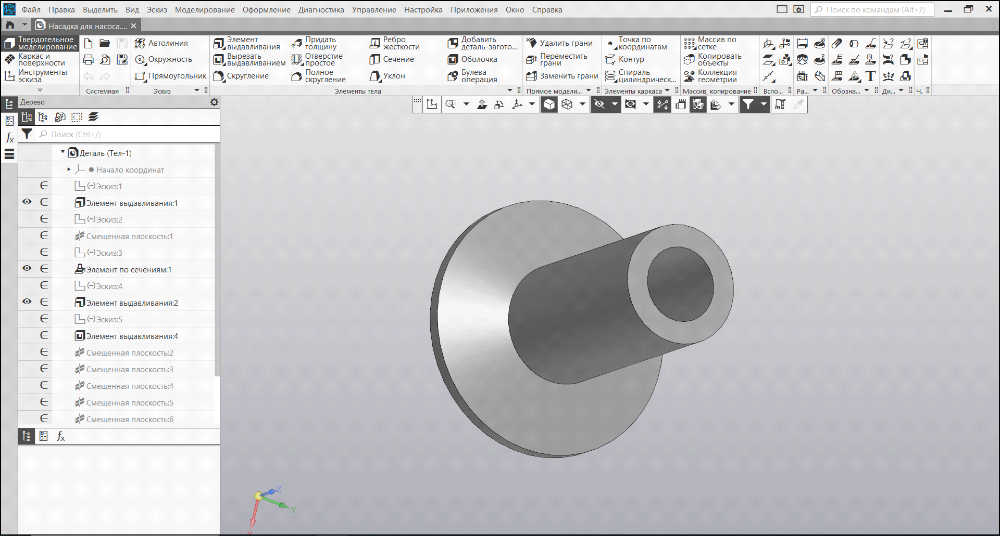 Файл Правка Выделить Вид Эскиз Моделирование Оформление Диагностика Управление Настройка Приложения Окно Справка Поиск по командам (Alt+/)
Насадка для насоса....
Твердотельное моделирование
Каркас и поверхности
Инструменты эскиза
Системная
Автолиния
Окружность
Прямоугольник
Эскиз
Элемент выдавливания
Вырезать выдавливанием
Скругление
Придать толщину
Отверстие простое
Полное скругление
Ребро жесткости
Сечение
Уклон
Добавить деталь-загото...
Оболочка
Булева операция
Элементы тела
Удалить грани
Переместить грани
Заменить грани
Прямое модели...
Точка по координатам
Контур
Спираль цилиндрическ...
Элементы каркаса
Массив по сетке
Копировать объекты
Коллекция геометрии
Массив, копирование
Вспо...
Ра...
Обозна...
Ди...
Ч.
Дерево
Поиск (Ctrl+/)
Деталь (Тел-1)
Начало координат
(−)Эскиз:1
Элемент выдавливания:1
(−)Эскиз:2
Смещенная плоскость:1
(−)Эскиз:3
Элемент по сечениям:1
(−)Эскиз:4
Элемент выдавливания:2
(−)Эскиз:5
Элемент выдавливания:4
Смещенная плоскость:2
Смещенная плоскость:3
Смещенная плоскость:4
Смещенная плоскость:5
Смещенная плоскость:6
Z
Y
X